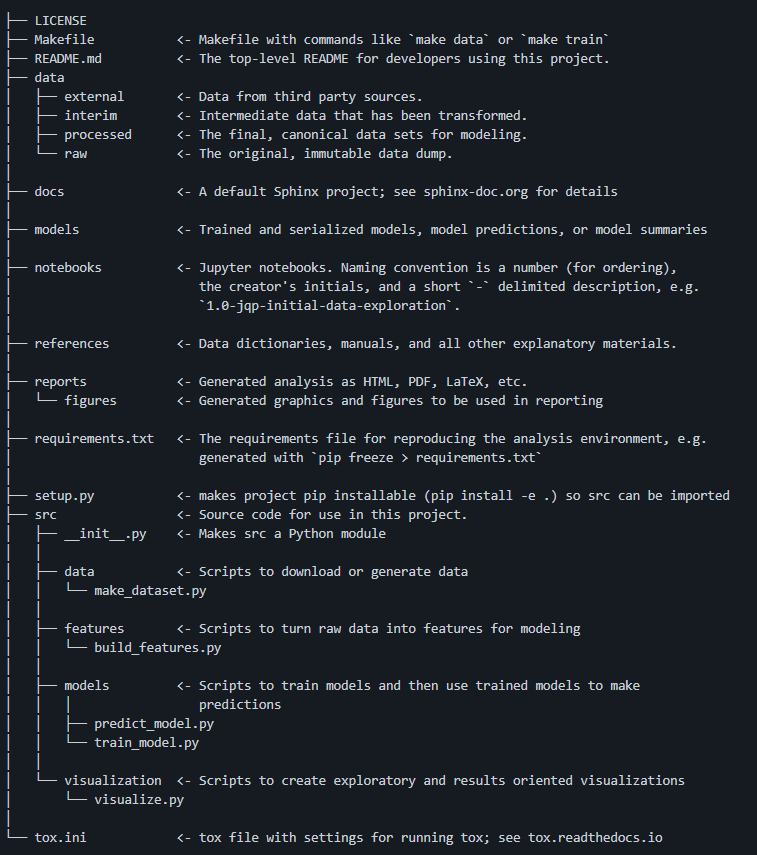 ├── LICENSE
├── Makefile           <- Makefile with commands like `make data` or `make train`
├── README.md          <- The top-level README for developers using this project.
├── data
│   ├── external       <- Data from third party sources.
│   ├── interim        <- Intermediate data that has been transformed.
│   ├── processed      <- The final, canonical data sets for modeling.
│   └── raw            <- The original, immutable data dump.
│
├── docs               <- A default Sphinx project; see sphinx-doc.org for details
│
├── models             <- Trained and serialized models, model predictions, or model summaries
│
├── notebooks          <- Jupyter notebooks. Naming convention is a number (for ordering),
│                         the creator's initials, and a short `-` delimited description, e.g.
│                         `1.0-jqp-initial-data-exploration`.
│
├── references         <- Data dictionaries, manuals, and all other explanatory materials.
│
├── reports            <- Generated analysis as HTML, PDF, LaTeX, etc.
│   └── figures        <- Generated graphics and figures to be used in reporting
│
├── requirements.txt   <- The requirements file for reproducing the analysis environment, e.g.
│                         generated with `pip freeze > requirements.txt`
│
├── setup.py           <- makes project pip installable (pip install -e .) so src can be imported
├── src                <- Source code for use in this project.
│   ├── __init__.py    <- Makes src a Python module
│   │
│   ├── data           <- Scripts to download or generate data
│   │   └── make_dataset.py
│   │
│   ├── features       <- Scripts to turn raw data into features for modeling
│   │   └── build_features.py
│   │
│   ├── models         <- Scripts to train models and then use trained models to make
│   │   │                 predictions
│   │   ├── predict_model.py
│   │   └── train_model.py
│   │
│   └── visualization  <- Scripts to create exploratory and results oriented visualizations
│       └── visualize.py
│
└── tox.ini            <- tox file with settings for running tox; see tox.readthedocs.io